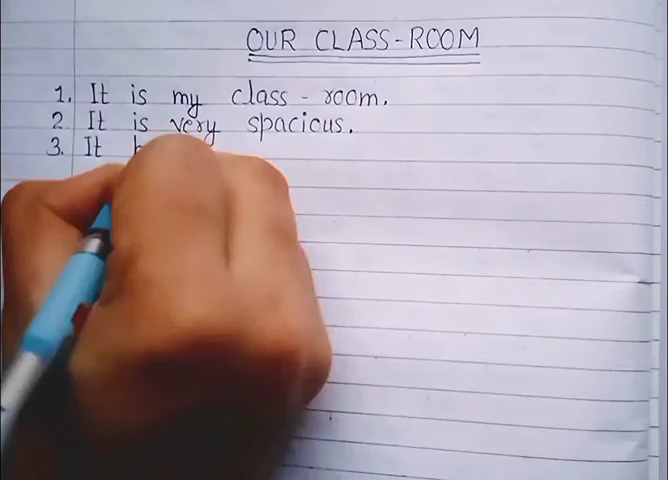 OUR CLASS-ROOM
1. It is my class-room.
2. It is very spacious.
3. It